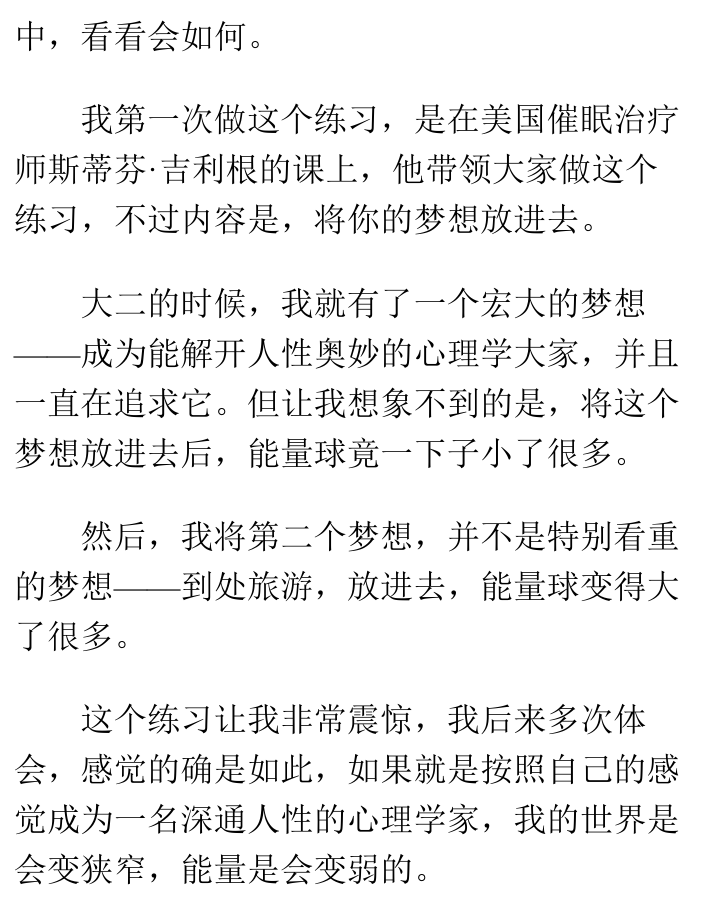 中，看看会如何。
我第一次做这个练习，是在美国催眠治疗
师斯蒂芬·吉利根的课上，他带领大家做这个
练习，不过内容是，将你的梦想放进去。
大二的时候，我就有了一个宏大的梦想
——成为能解开人性奥妙的心理学大家，并且
一直在追求它。但让我想象不到的是，将这个
梦想放进去后，能量球竟一下子小了很多。
然后，我将第二个梦想，并不是特别看重
的梦想——到处旅游，放进去，能量球变得大
了很多。
这个练习让我非常震惊，我后来多次体
会，感觉的确是如此，如果就是按照自己的感
觉成为一名深通人性的心理学家，我的世界是
会变狭窄，能量是会变弱的。